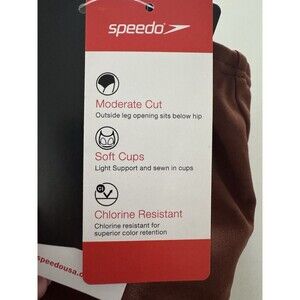 speedo
Moderate Cut
Outside leg opening sits below hip
Soft Cups
Light Support and sewn in cups
Chlorine Resistant
Chlorine resistant for
superior color retention
speedousa.c